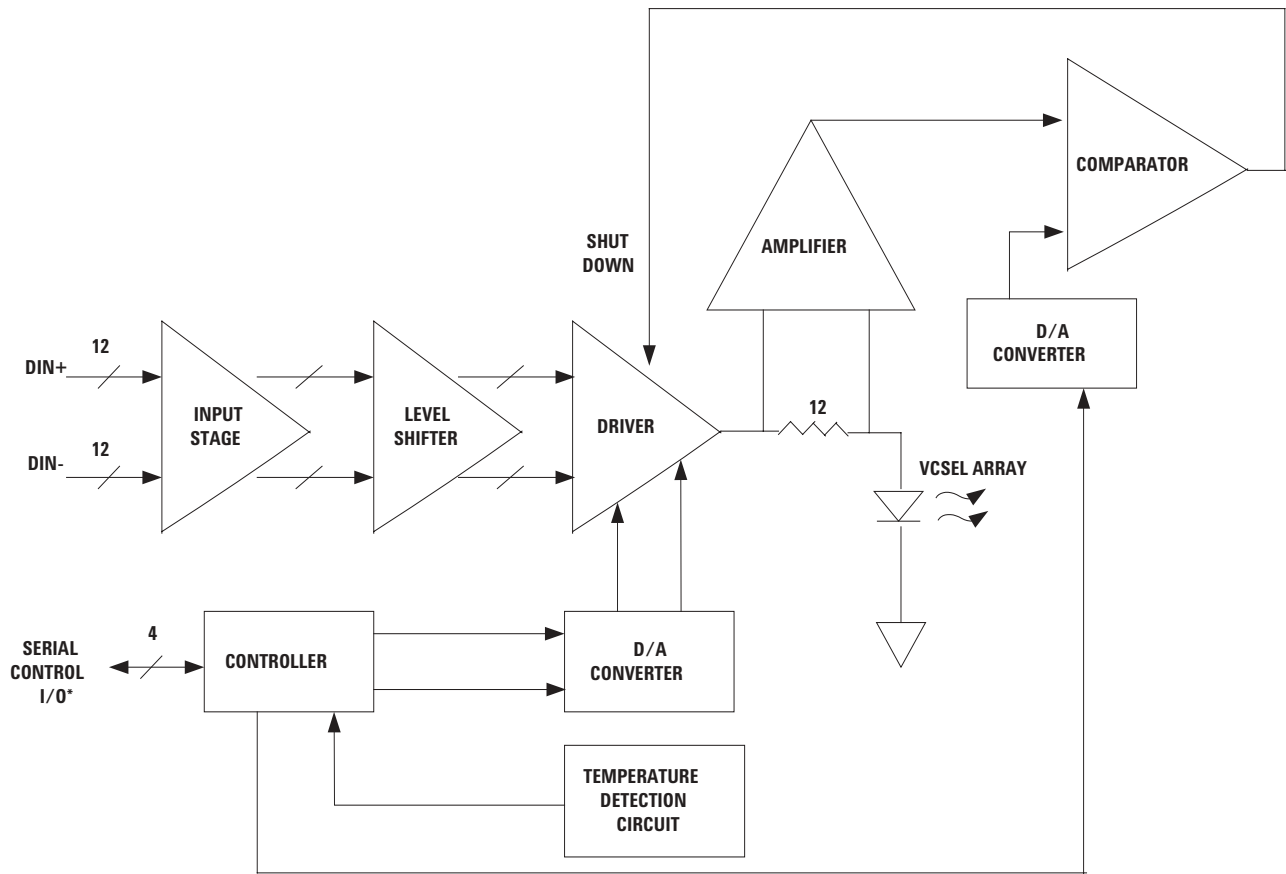 COMPARATOR
SHUT
DOWN
AMPLIFIER
D/A
CONVERTER
12
DIN+
INPUT
STAGE
LEVEL
SHIFTER
DRIVER
12
12
DIN-
VCSEL ARRAY
4
SERIAL
CONTROL
I/O*
CONTROLLER
D/A
CONVERTER
TEMPERATURE
DETECTION
CIRCUIT